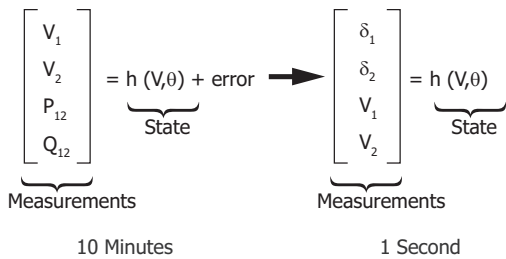 V1
V2
P12
Q12
= h (V,θ) + error
State
Measurements
10 Minutes
δ1
δ2
V1
V2
= h (V,θ)
State
Measurements
1 Second